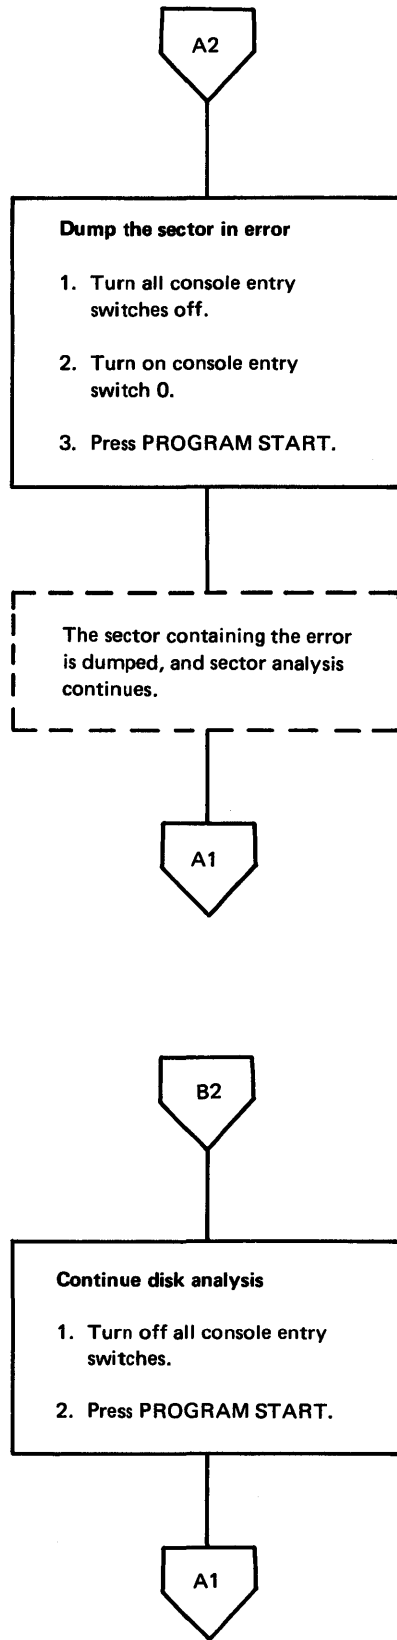 A2
Dump the sector in error
1. Turn all console entry
switches off.
2. Turn on console entry
switch 0.
3. Press PROGRAM START.
The sector containing the error
is dumped, and sector analysis
continues.
A1
B2
Continue disk analysis
1. Turn off all console entry
switches.
2. Press PROGRAM START.
A1